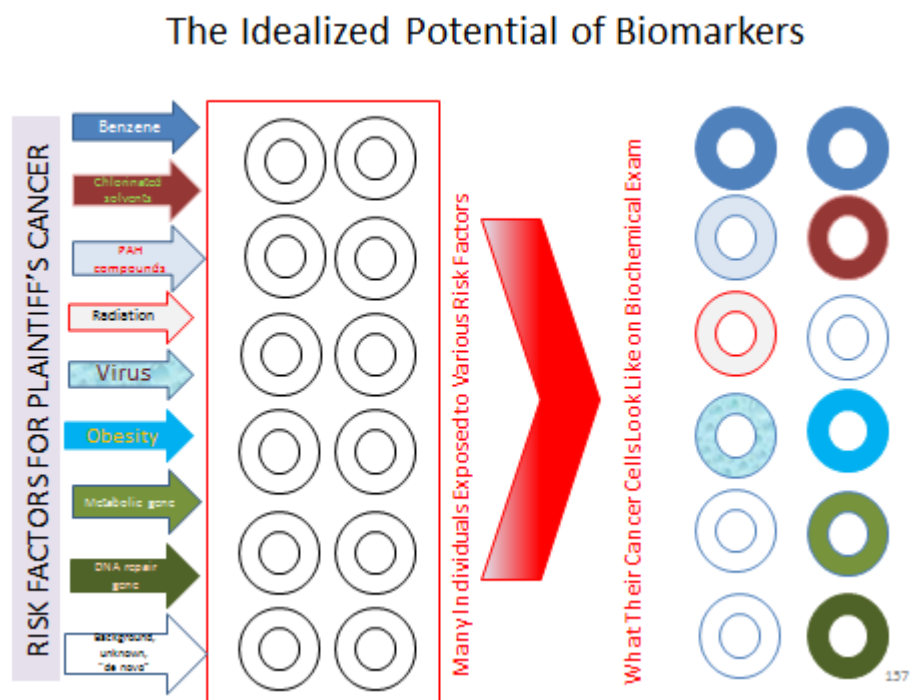 The Idealized Potential of Biomarkers
RISK FACTORS FOR PLAINTIFF'S CANCER
Benzene
Chlorinated
solvents
PAH
compounds
Radiation
Virus
Obesity
Metabolic gene
DNA repair
gene
Background,
unknown,
"de novo"
Many Individuals Exposed to Various Risk Factors
What Their Cancer Cells Look Like on Biochemical Exam
157